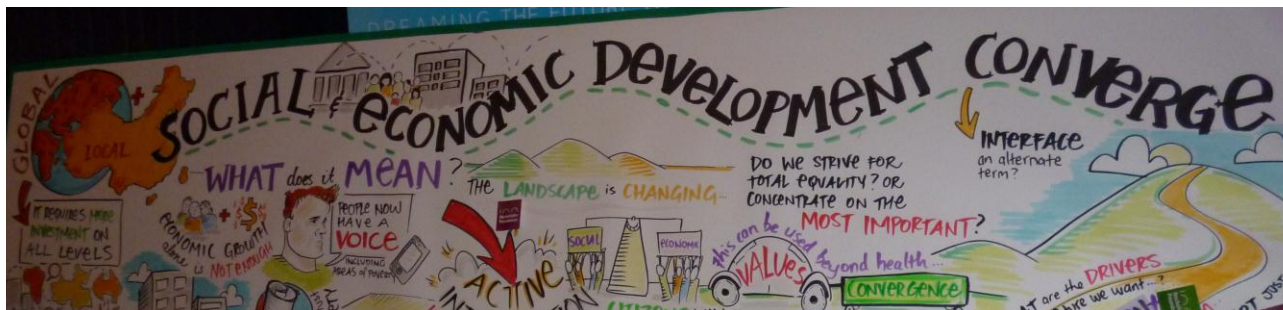 DREAMING THE FUTURE
SOCIAL & ECONOMIC DEVELOPMENT CONVERGE
GLOBAL
LOCAL
WHAT does it MEAN?
IT REQUIRES MORE
INVESTMENT ON
ALL LEVELS
ECONOMIC GROWTH
alone is NOT ENOUGH
PEOPLE NOW
HAVE A
VOICE
INCLUDING
AREAS of POVERTY
THE LANDSCAPE is CHANGING...
ACTIVE
SOCIAL
ECONOMIC
DO WE STRIVE FOR
TOTAL EQUALITY? OR
CONCENTRATE ON THE
MOST IMPORTANT?
this can be used beyond health...
VALUES
CONVERGENCE
INTERFACE
an alternate
term?
are the DRIVERS
we want...?